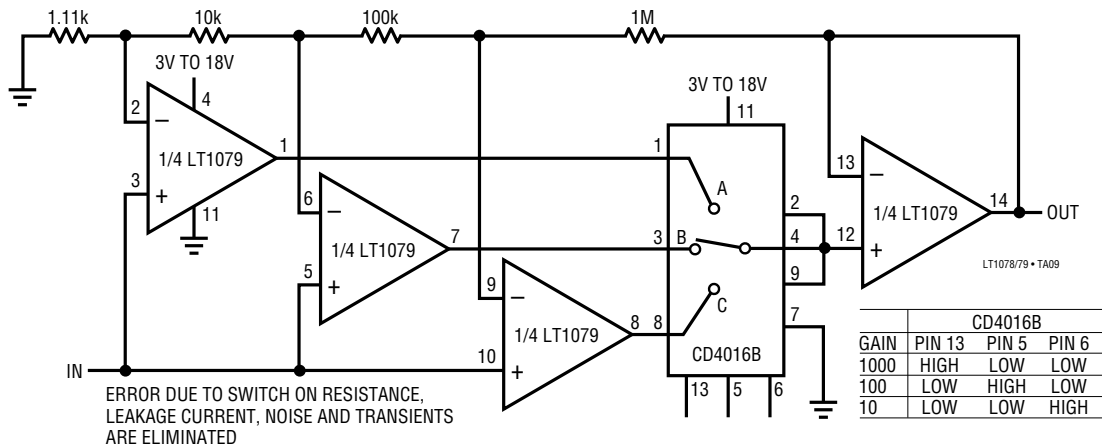 1.11k 10k 100k 1M
3V TO 18V
3V TO 18V
4
11
2
1/4 LT1079
1
1
3
11
A
13
14 OUT
6
2
1/4 LT1079
7
3 B
4
12
1/4 LT1079
LT1078/79 • TA09
5
9
9
C
7
8 8
1/4 LT1079
CD4016B
10
IN
13 5 6
ERROR DUE TO SWITCH ON RESISTANCE,
LEAKAGE CURRENT, NOISE AND TRANSIENTS
ARE ELIMINATED
CD4016B
GAIN PIN 13 PIN 5 PIN 6
1000 HIGH LOW LOW
100 LOW HIGH LOW
10 LOW LOW HIGH